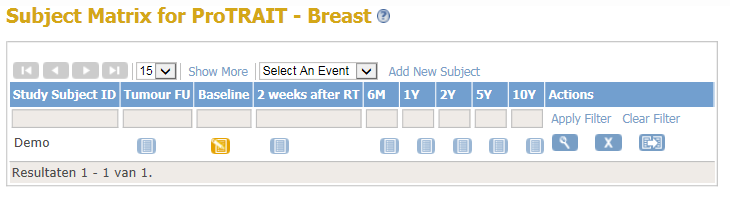 Subject Matrix for ProTRAIT - Breast ?
15 Show More Select An Event Add New Subject
Study Subject ID Tumour FU Baseline 2 weeks after RT 6M 1Y 2Y 5Y 10Y Actions
Apply Filter Clear Filter
Demo X
Resultaten 1 - 1 van 1.